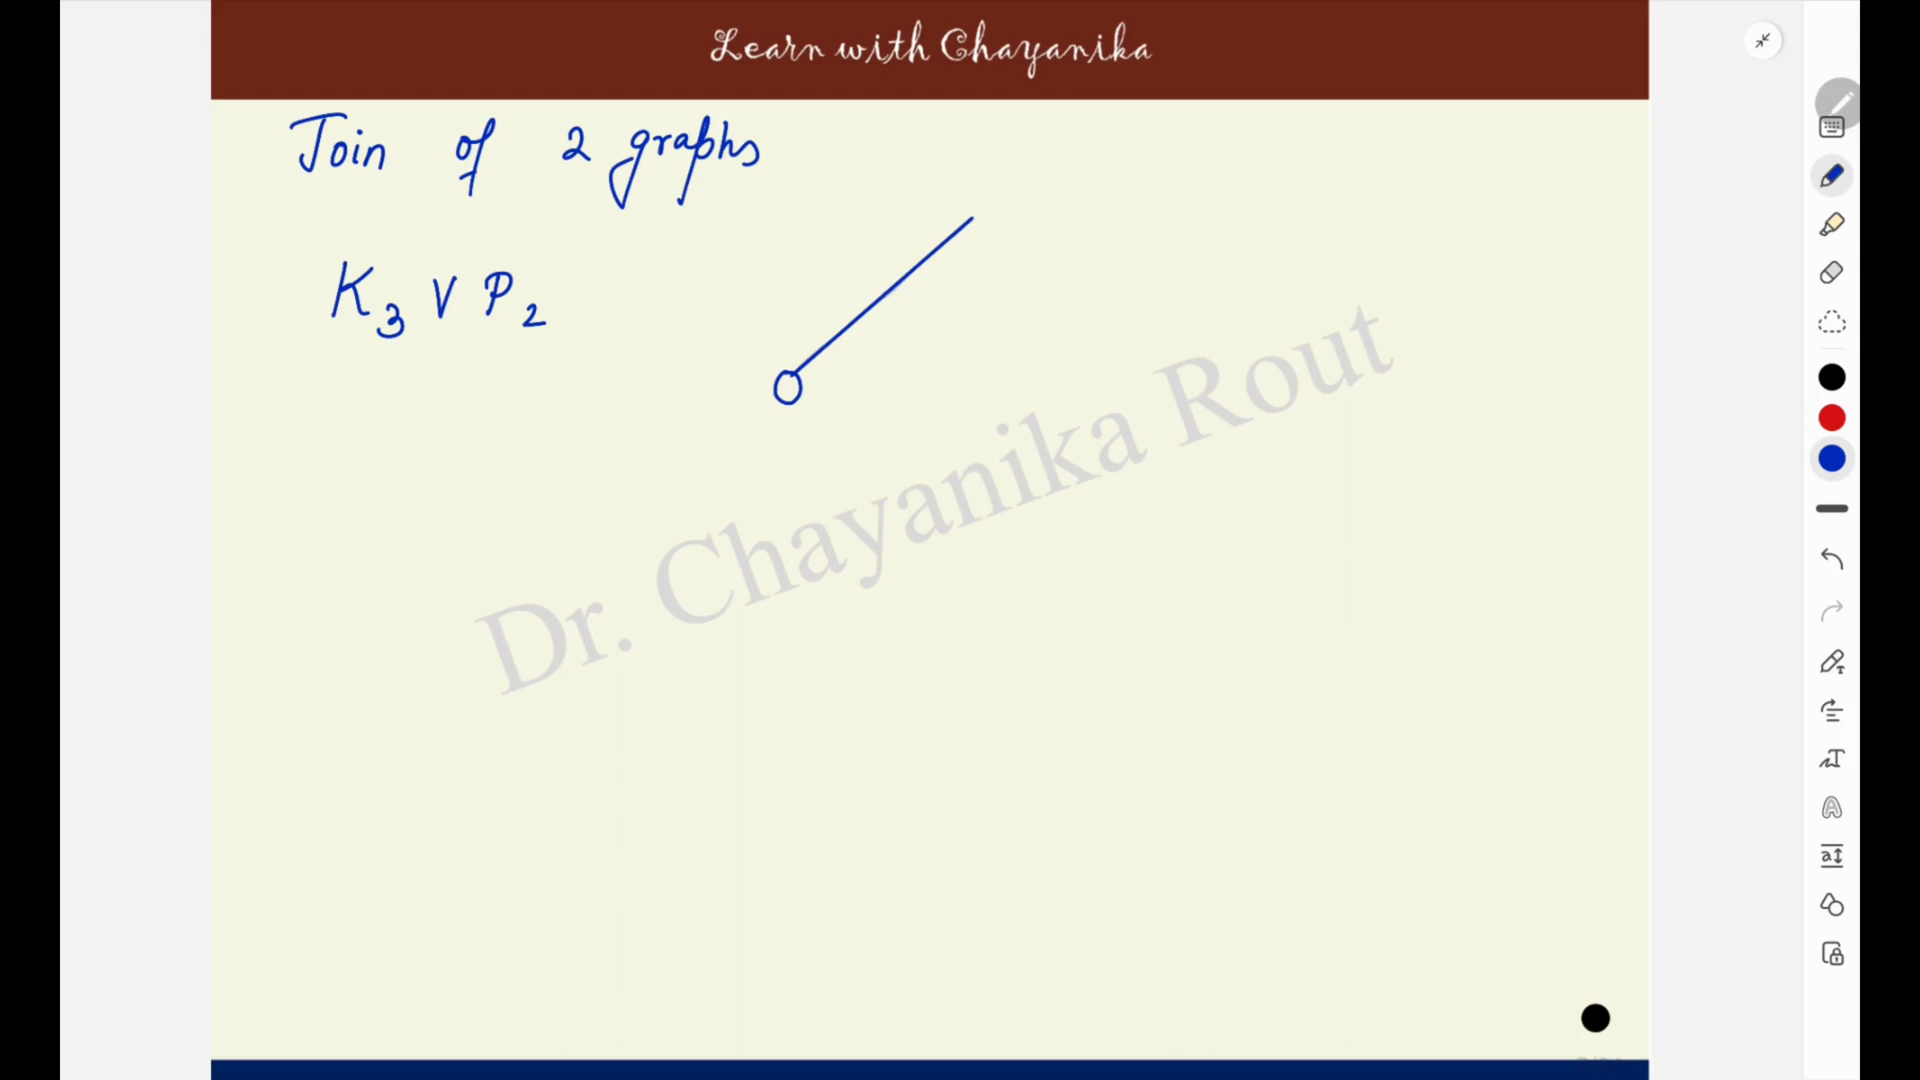 Learn with Chayanika
Join of 2 graphs
K₃ ∨ P₂
Dr. Chayanika Rout